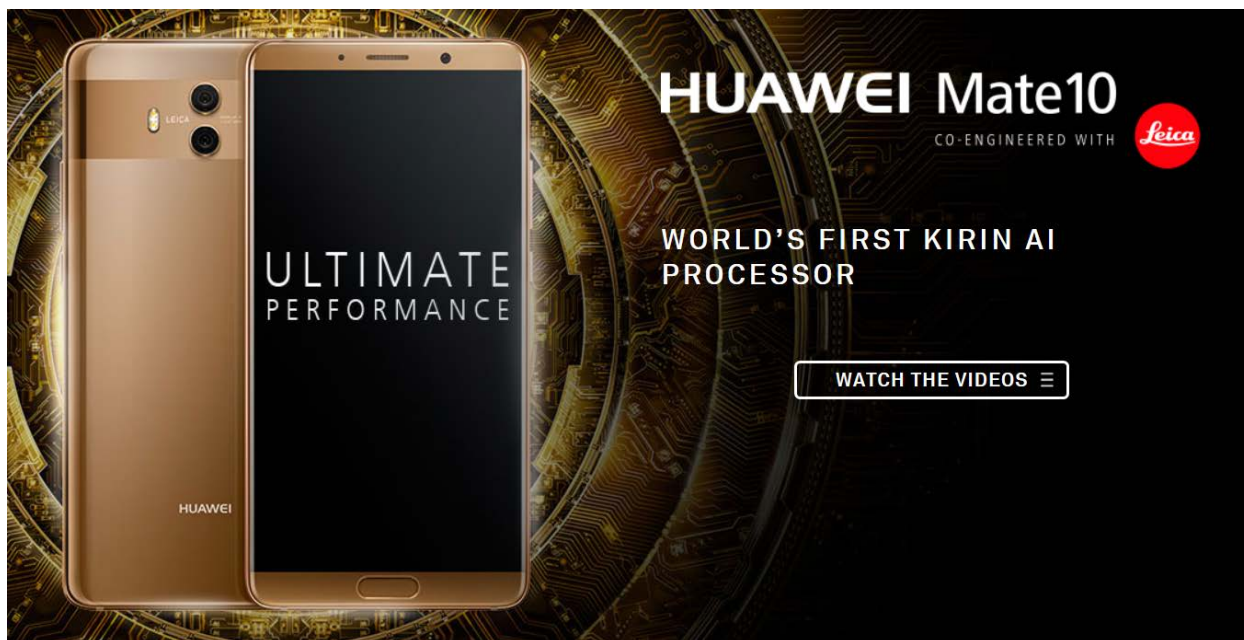 LEICA
HUAWEI
ULTIMATE
PERFORMANCE
HUAWEI Mate10
CO-ENGINEERED WITH
Leica
WORLD'S FIRST KIRIN AI
PROCESSOR
WATCH THE VIDEOS